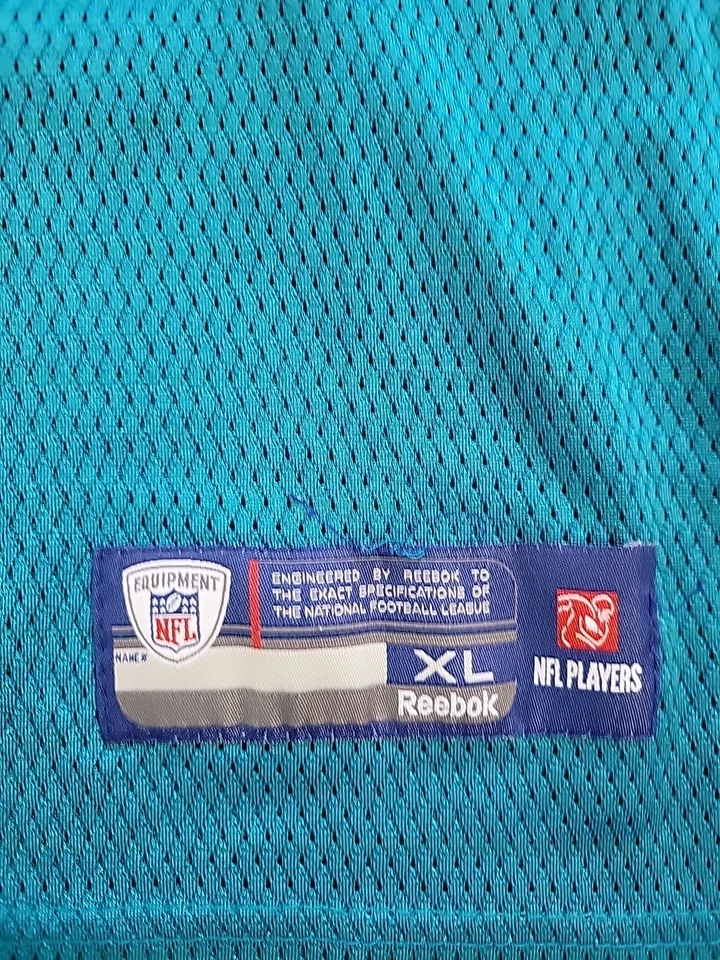 EQUIPMENT
NFL
ENGINEERED BY REEBOK TO
THE EXACT SPECIFICATIONS OF
THE NATIONAL FOOTBALL LEAGUE
NAME/#
XL
Reebok
NFL PLAYERS